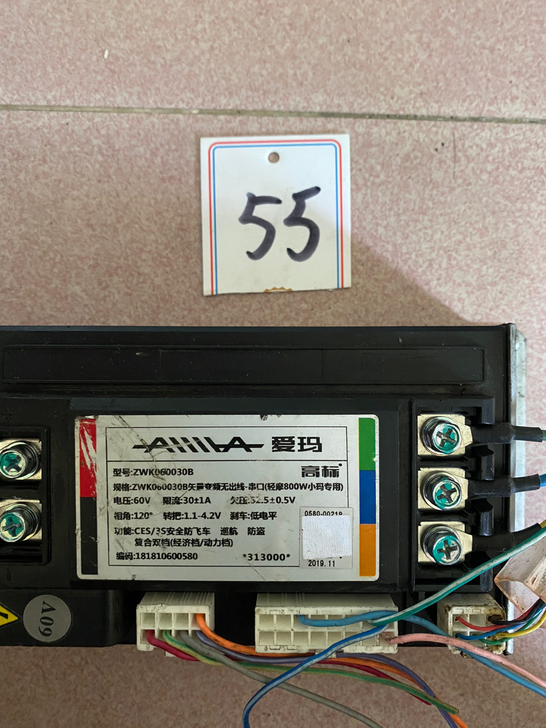 55
AIMA 爱玛
型号:ZWK060030B 高标
规格:ZWK060030B矢量变频无出线-串口(轻摩800W小玛专用)
电压:60V 限流:30±1A 欠压:52.5±0.5V
相角:120° 转把:1.1-4.2V 刹车:低电平
功能:CES/3S安全防飞车 巡航 防盗
复合双档(经济档/动力档)
编码:181810600580 *313000*
2019.11
A09